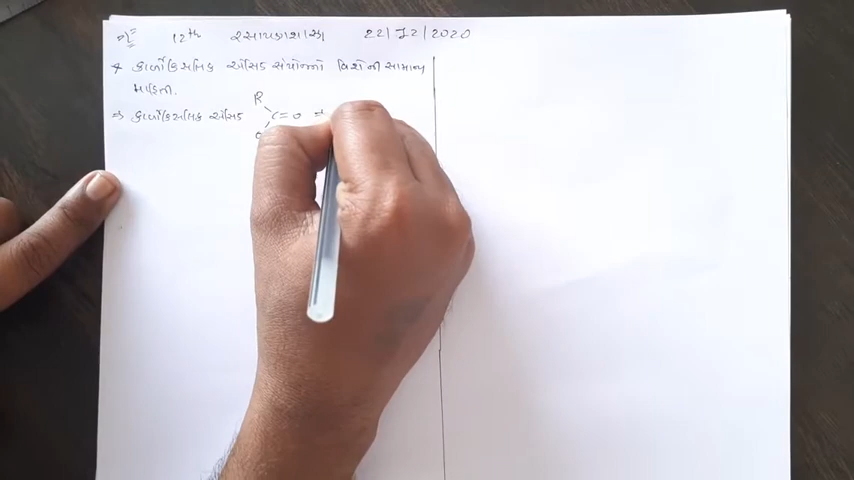 12th રસાયણશાસ્ત્ર 22/12/2020
* કાર્બોક્સિલિક એસિડ સંયોજનો વિશેની સામાન્ય
માહિતી.
⇒ કાર્બોક્સિલિક એસિડ R
C=O ⇒